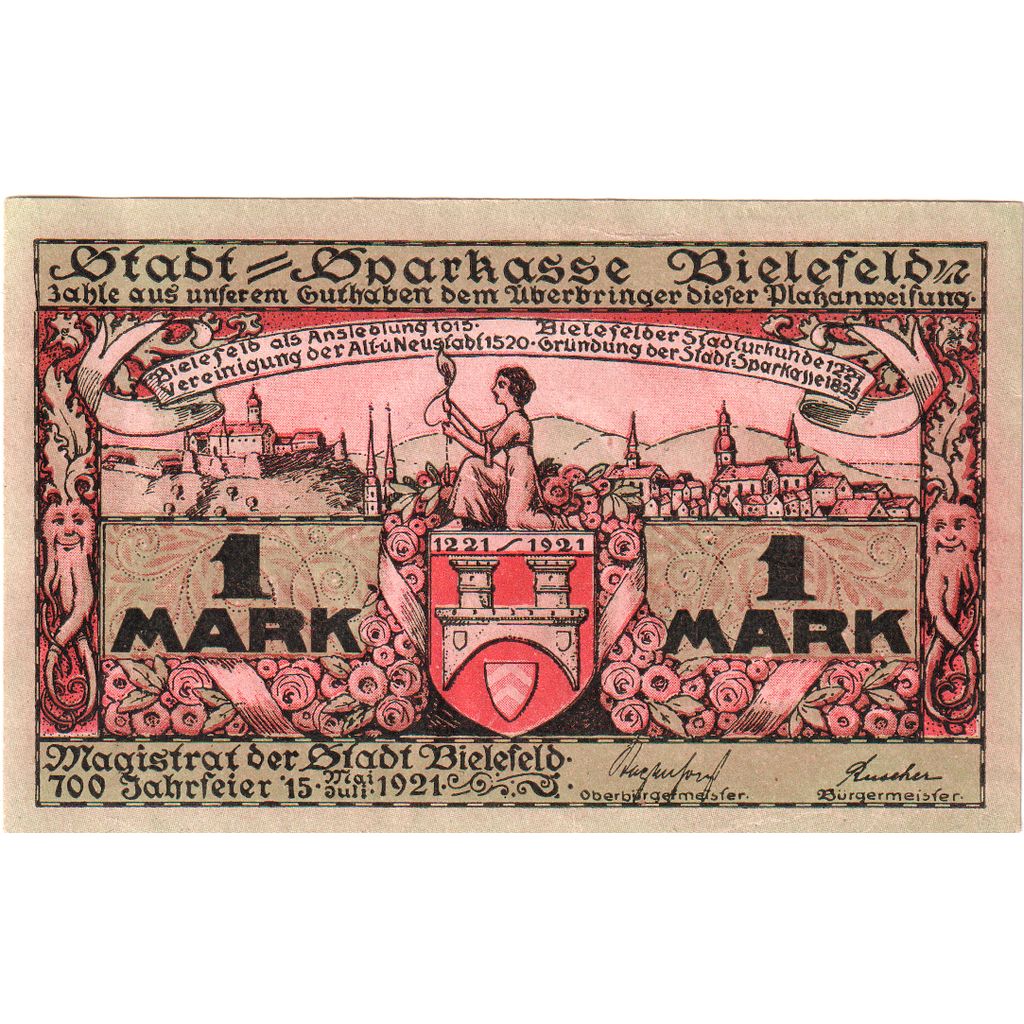 Stadt=Sparkasse Bielefeld
zahle aus unserem Guthaben dem Überbringer dieser Platzanweisung.
Bielefeld als Ansiedlung 1015. Bielefelder Stadturkunde 1221
Vereinigung der Alt-u Neustadt 1520. Gründung der Stadt-Sparkasse 1825
1221/1921
1 MARK
1 MARK
Magistrat der Stadt Bielefeld.
700 Jahrfeier 15. Mai Juli. 1921.
Oberbürgermeister. Bürgermeister.